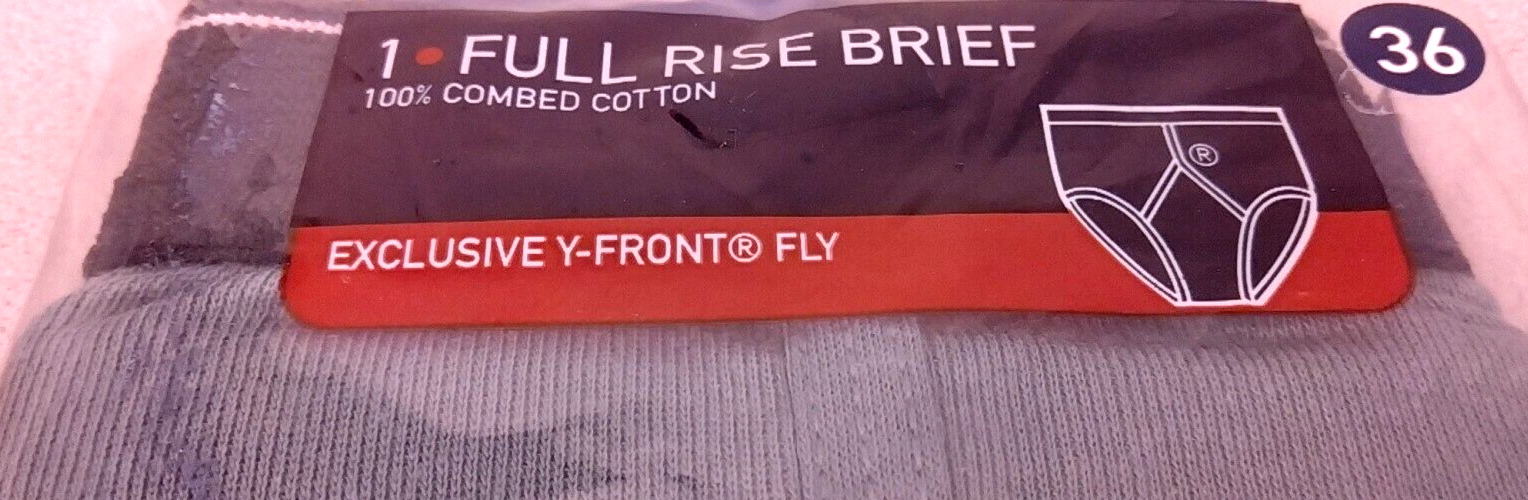 1 • FULL RISE BRIEF
36
100% COMBED COTTON
®
EXCLUSIVE Y-FRONT® FLY